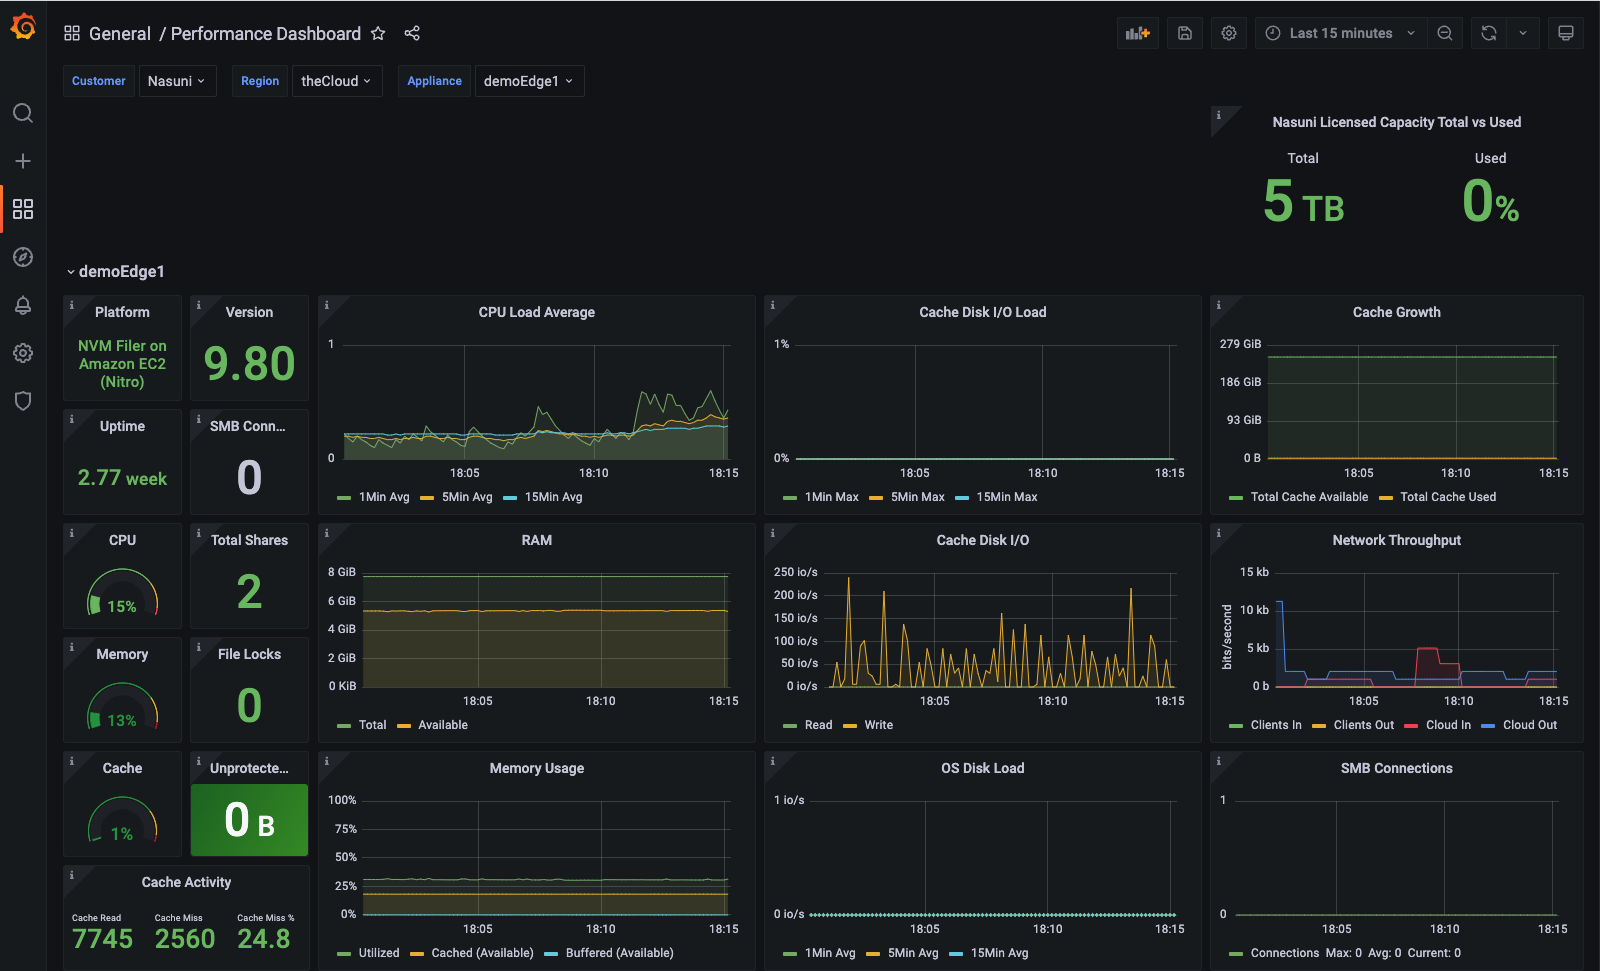 General / Performance Dashboard
Last 15 minutes
Customer Nasuni Region theCloud Appliance demoEdge1
Nasuni Licensed Capacity Total vs Used
Total Used
5 TB 0%
demoEdge1
Platform
NVM Filer on
Amazon EC2
(Nitro)
Version
9.80
CPU Load Average
1
0
18:05 18:10 18:15
1Min Avg 5Min Avg 15Min Avg
Cache Disk I/O Load
1%
0%
18:05 18:10 18:15
1Min Max 5Min Max 15Min Max
Cache Growth
279 GiB
186 GiB
93 GiB
0 B
18:05 18:10 18:15
Total Cache Available Total Cache Used
Uptime
2.77 week
SMB Conn...
0
CPU
15%
Total Shares
2
RAM
8 GiB
6 GiB
4 GiB
2 GiB
0 KiB
18:05 18:10 18:15
Total Available
Cache Disk I/O
250 io/s
200 io/s
150 io/s
100 io/s
50 io/s
0 io/s
18:05 18:10 18:15
Read Write
Network Throughput
bits/second
15 kb
10 kb
5 kb
0 b
18:05 18:10 18:15
Clients In Clients Out Cloud In Cloud Out
Memory
13%
File Locks
0
Cache
1%
Unprotecte...
0 B
Memory Usage
100%
75%
50%
25%
0%
18:05 18:10 18:15
Utilized Cached (Available) Buffered (Available)
OS Disk Load
1 io/s
0 io/s
18:05 18:10 18:15
1Min Avg 5Min Avg 15Min Avg
SMB Connections
1
0
18:05 18:10 18:15
Connections Max: 0 Avg: 0 Current: 0
Cache Activity
Cache Read Cache Miss Cache Miss %
7745 2560 24.8